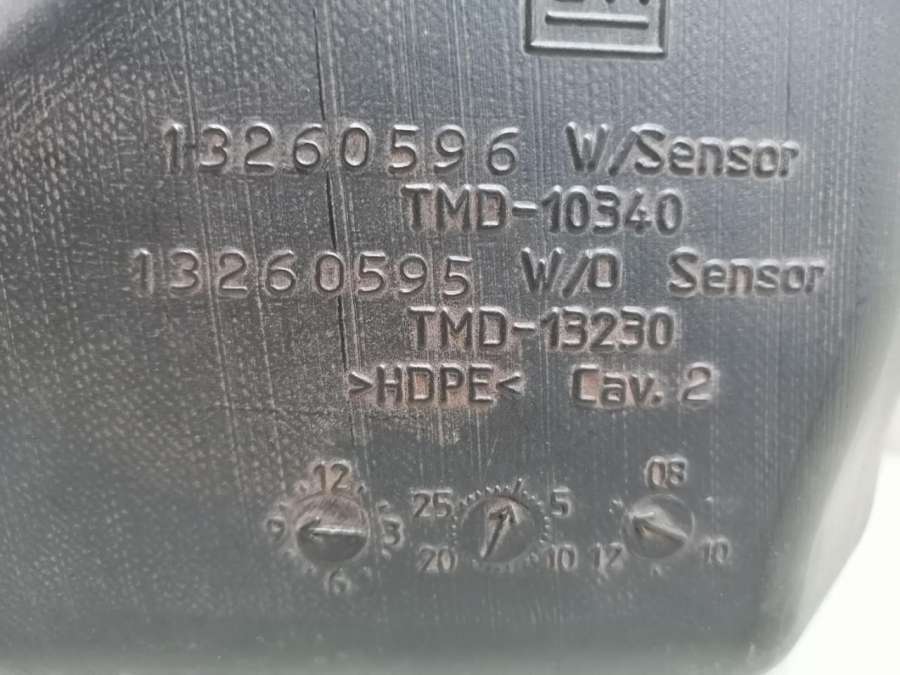 13260596 W/Sensor
TMD-10340
13260595 W/O Sensor
TMD-13230
>HDPE< Cav. 2
12 3 6 9
25 5 10 20
08 10 12